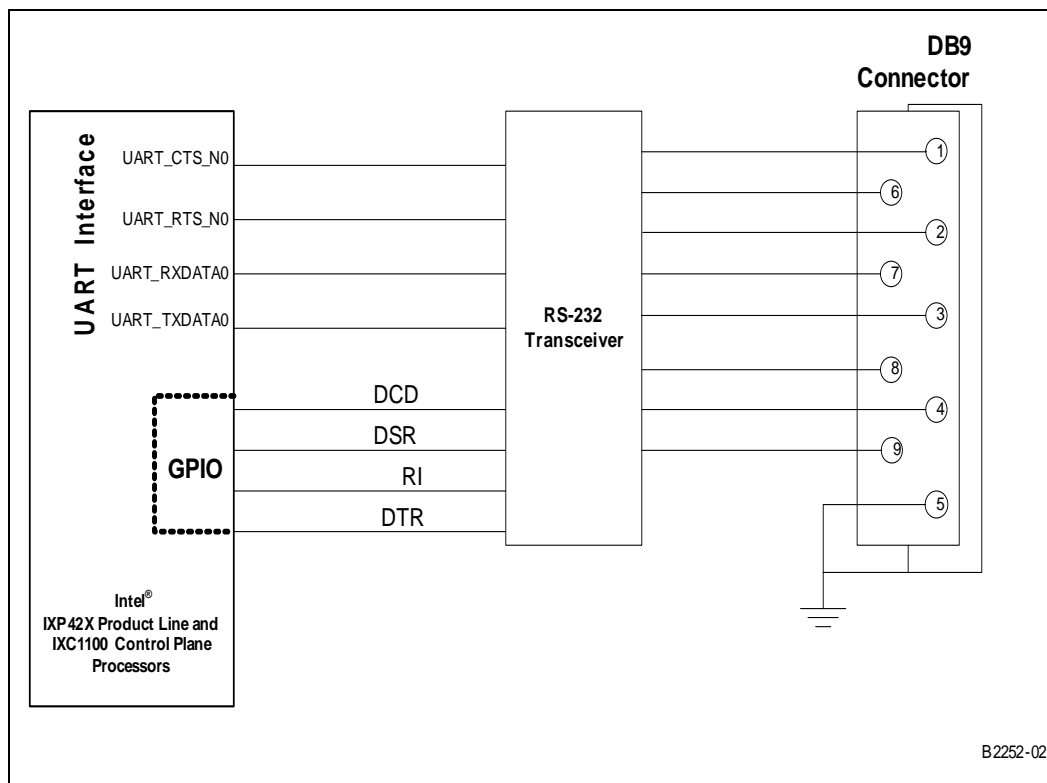 DB9
Connector
UART Interface
UART_CTS_N0
UART_RTS_N0
UART_RXDATA0
UART_TXDATA0
RS-232
Transceiver
1
6
2
7
3
8
4
9
5
GPIO
DCD
DSR
RI
DTR
Intel®
IXP42X Product Line and
IXC1100 Control Plane
Processors
B2252-02